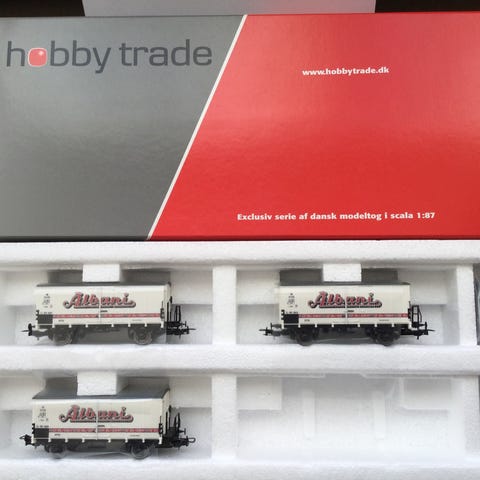 hobby trade
www.hobbytrade.dk
Exclusiv serie af dansk modeltog i scala 1:87
Albani
Albani
Albani